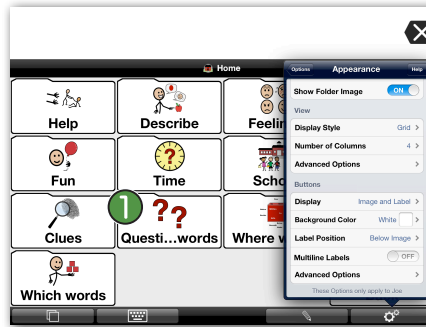 Home
Options Appearance Help
Help
Describe
Feelin
Show Folder Image ON
View
Display Style Grid
Number of Columns 4
Advanced Options
Fun
Time
Scho
Buttons
Display Image and Label
Background Color White
Label Position Below Image
Multiline Labels OFF
Advanced Options
These Options only apply to Joe
1
Clues
Questi...words
Where w
Which words